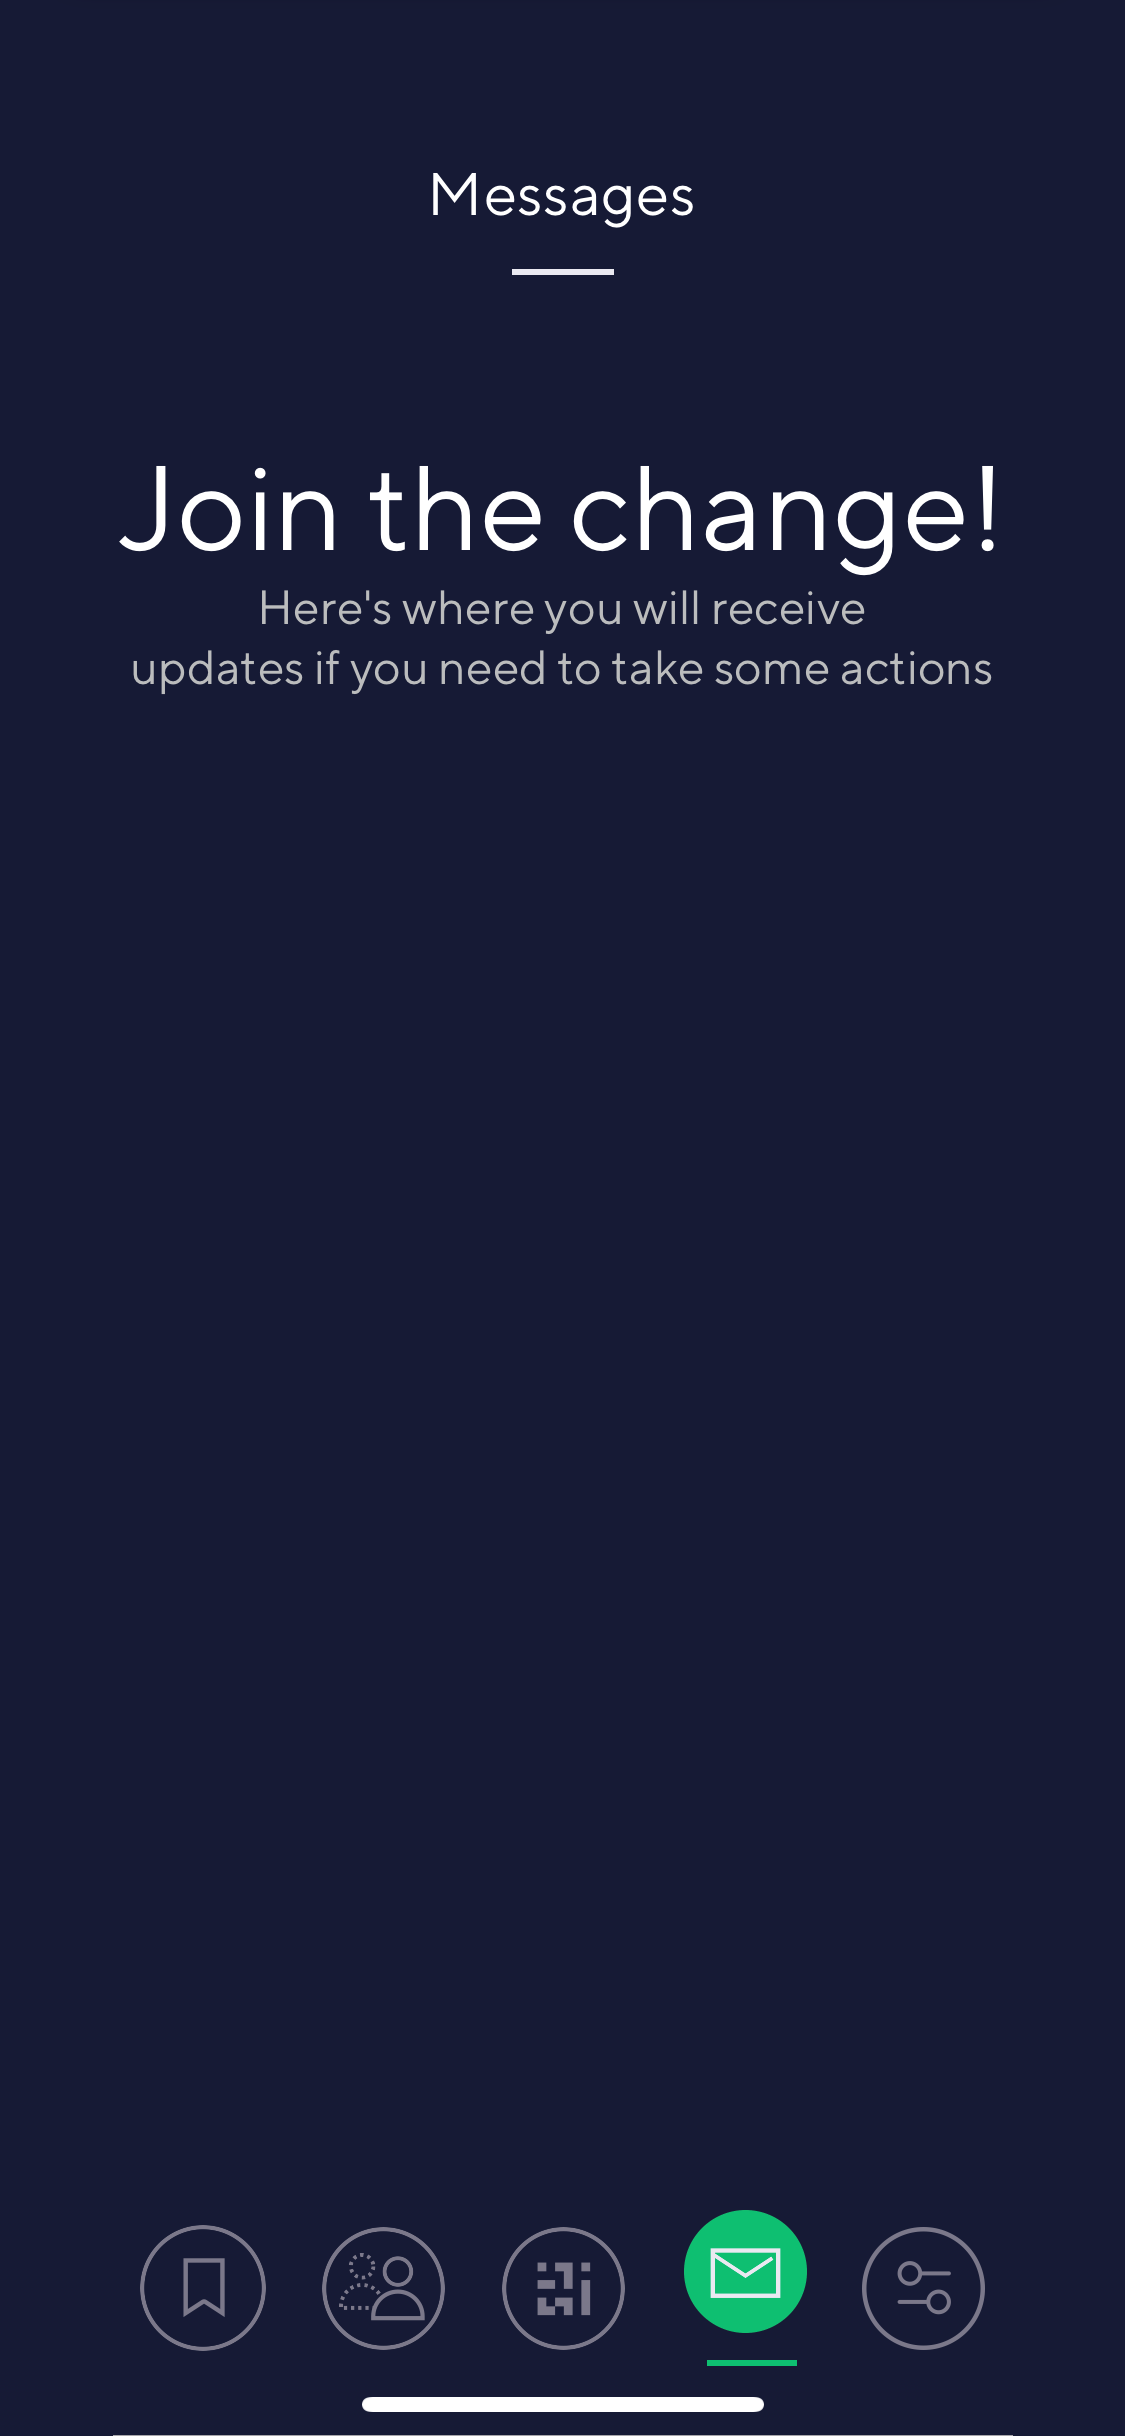 Messages
Join the change!
Here's where you will receive
updates if you need to take some actions